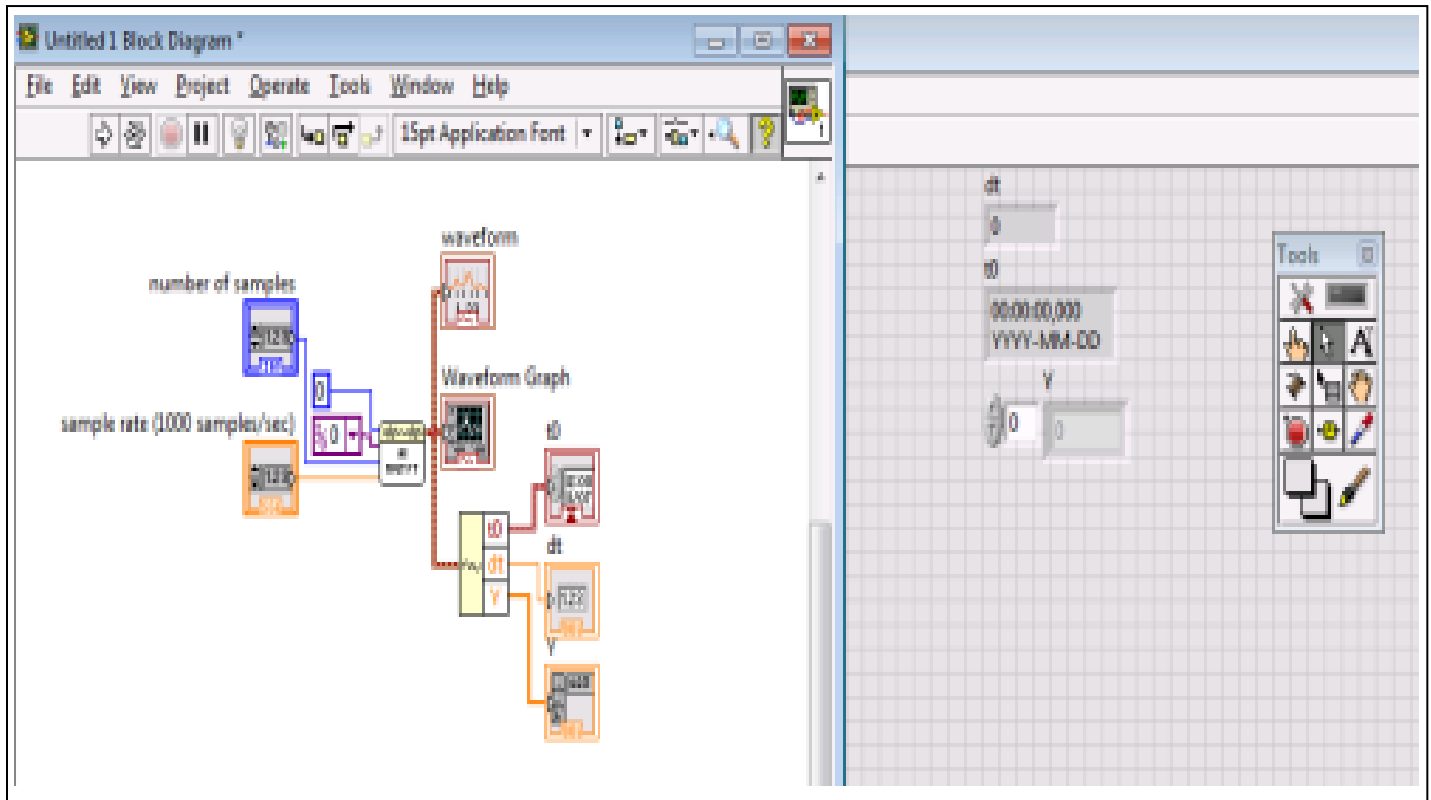 Untitled 1 Block Diagram *
File Edit View Project Operate Tools Window Help
15pt Application Font
waveform
number of samples
0
Waveform Graph
sample rate (1000 samples/sec)
0
t0
t0
dt
dt
Y
Y
dt
0
t0
00:00:00,000
YYYY-MM-DD
Y
0
0
Tools
A